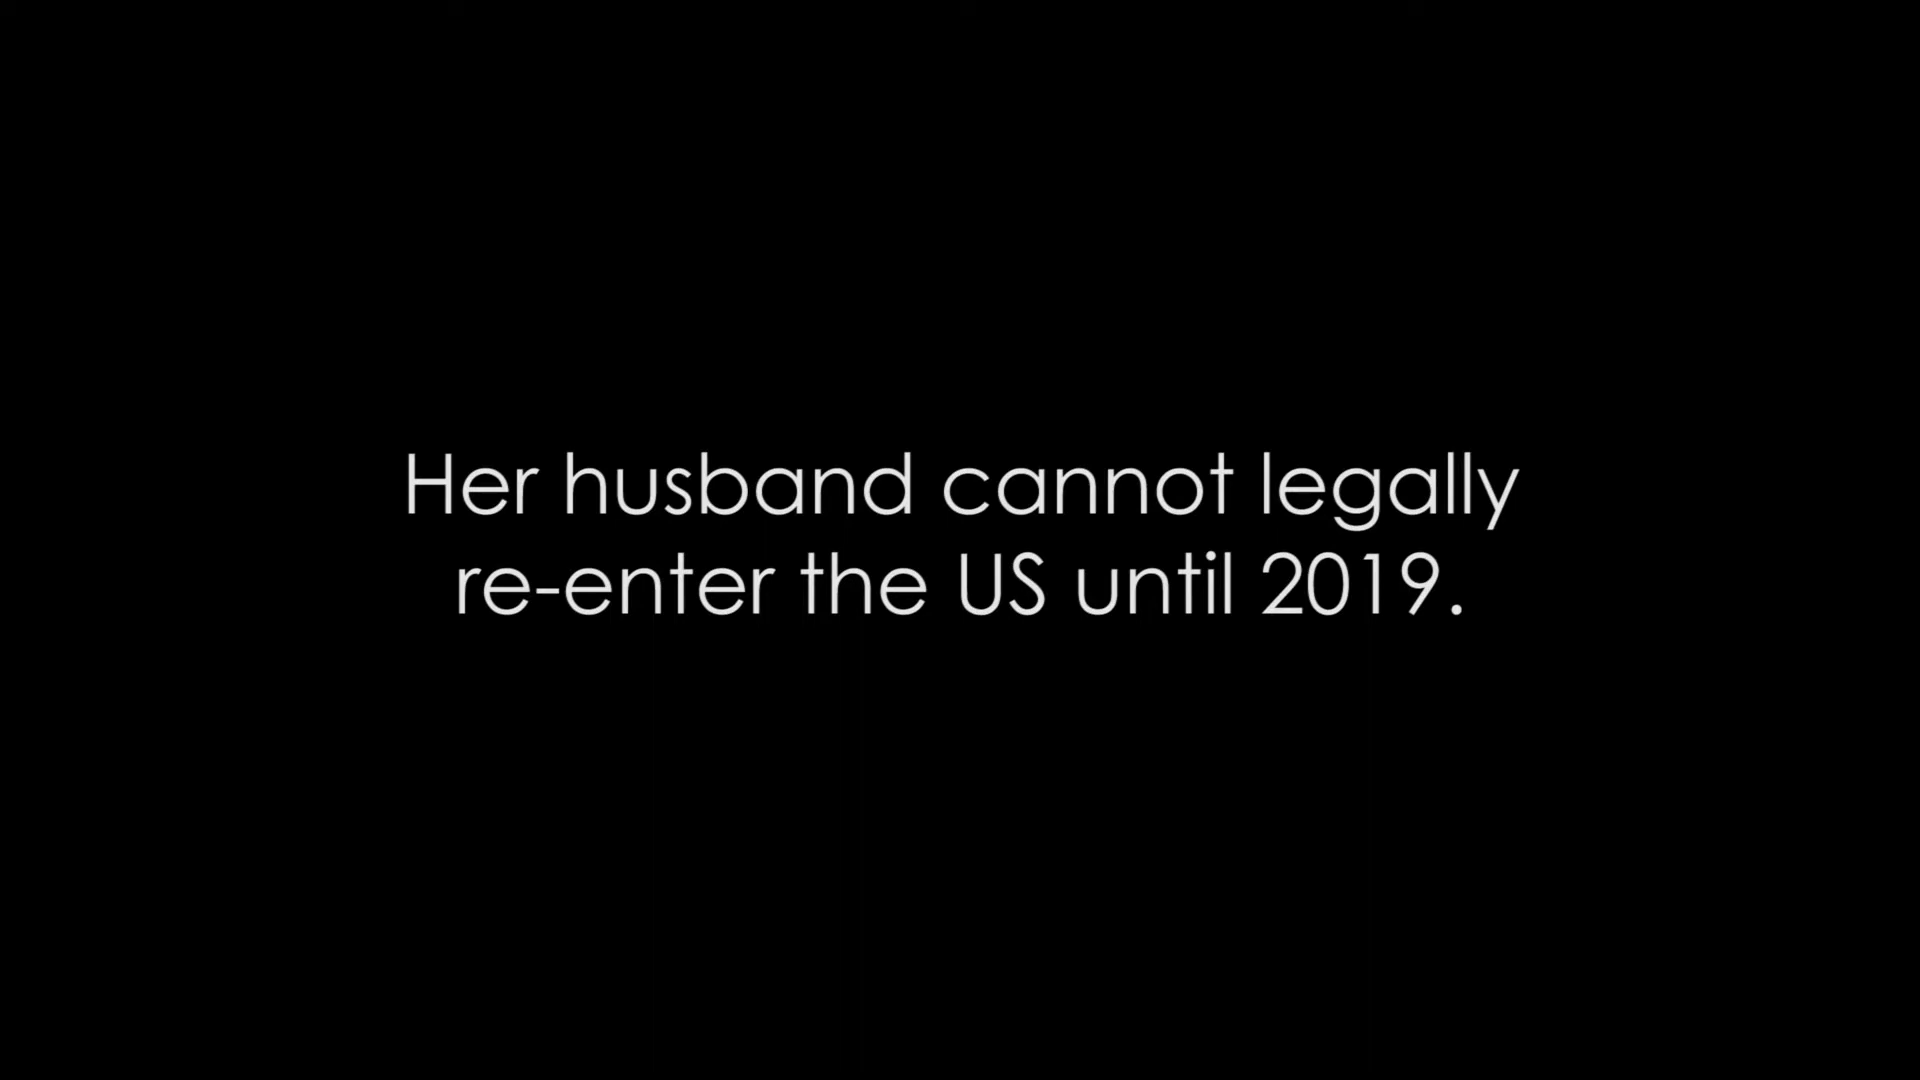 Her husband cannot legally
re-enter the US until 2019.